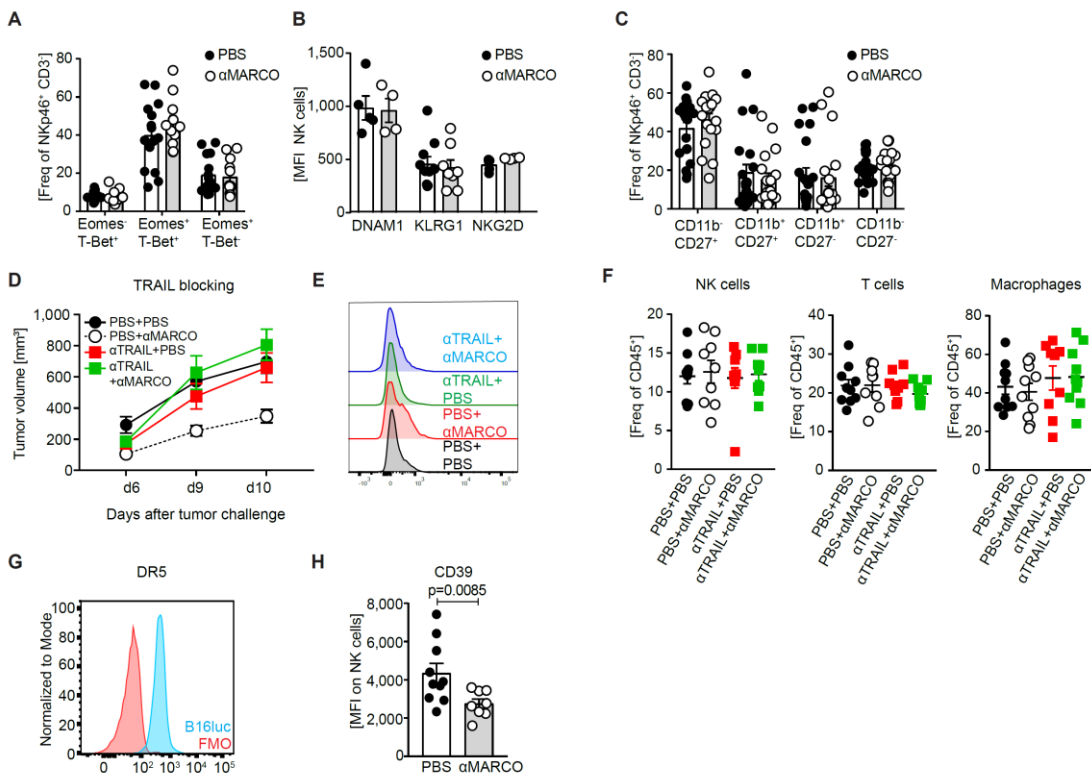 A
[Freq of NKp46⁺ CD3⁻]
80
60
40
20
0
PBS
αMARCO
Eomes⁻ Eomes⁺ Eomes⁺
T-Bet⁺ T-Bet⁺ T-Bet⁻
B
[MFI NK cells]
1,500
1,000
500
0
DNAM1 KLRG1 NKG2D
C
[Freq of NKp46⁺ CD3⁻]
80
60
40
20
0
PBS
αMARCO
CD11b⁻ CD11b⁺ CD11b⁺ CD11b⁻
CD27⁺ CD27⁺ CD27⁻ CD27⁻
D
TRAIL blocking
Tumor volume [mm³]
1,000
800
600
400
200
0
PBS+PBS
PBS+αMARCO
αTRAIL+PBS
αTRAIL
+αMARCO
d6 d9 d10
Days after tumor challenge
E
αTRAIL+
αMARCO
αTRAIL+
PBS
PBS+
αMARCO
PBS+
PBS
-10³ 0 10³ 10⁴ 10⁵
F
NK cells
[Freq of CD45⁺]
20
15
10
5
0
PBS+PBS
PBS+αMARCO
αTRAIL+PBS
αTRAIL+αMARCO
T cells
[Freq of CD45⁺]
40
30
20
10
0
PBS+PBS
PBS+αMARCO
αTRAIL+PBS
αTRAIL+αMARCO
Macrophages
[Freq of CD45⁺]
80
60
40
20
0
PBS+PBS
PBS+αMARCO
αTRAIL+PBS
αTRAIL+αMARCO
G
DR5
Normalized to Mode
100
80
60
40
20
0
B16luc
FMO
0 10² 10³ 10⁴ 10⁵
H
CD39
p=0.0085
[MFI on NK cells]
8,000
6,000
4,000
2,000
0
PBS αMARCO